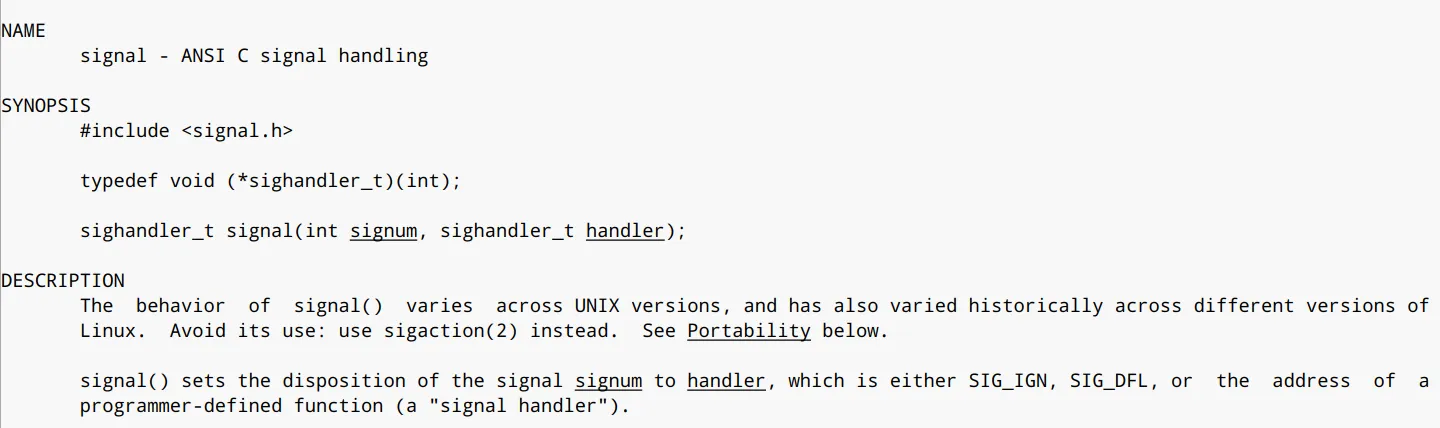 NAME
signal - ANSI C signal handling
SYNOPSIS
#include <signal.h>
typedef void (*sighandler_t)(int);
sighandler_t signal(int signum, sighandler_t handler);
DESCRIPTION
The behavior of signal() varies across UNIX versions, and has also varied historically across different versions of
Linux. Avoid its use: use sigaction(2) instead. See Portability below.
signal() sets the disposition of the signal signum to handler, which is either SIG_IGN, SIG_DFL, or the address of a
programmer-defined function (a "signal handler").